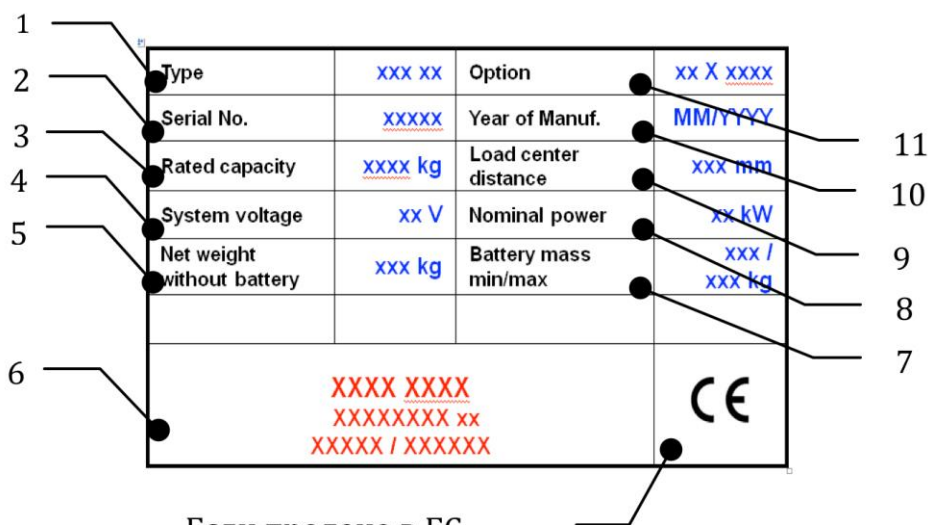 1
Type xxx xx Option xx X xxxx
2
Serial No. xxxxx Year of Manuf. MM/YYYY
3
Rated capacity xxxx kg Load center
distance xxx mm
11
4
System voltage xx V Nominal power xx kW
10
5
Net weight
without battery xxx kg Battery mass
min/max xxx /
xxx kg
9
8
7
6
XXXX XXXX
XXXXXXXX xx
XXXXX / XXXXXX
CE
Если продано в ЕС